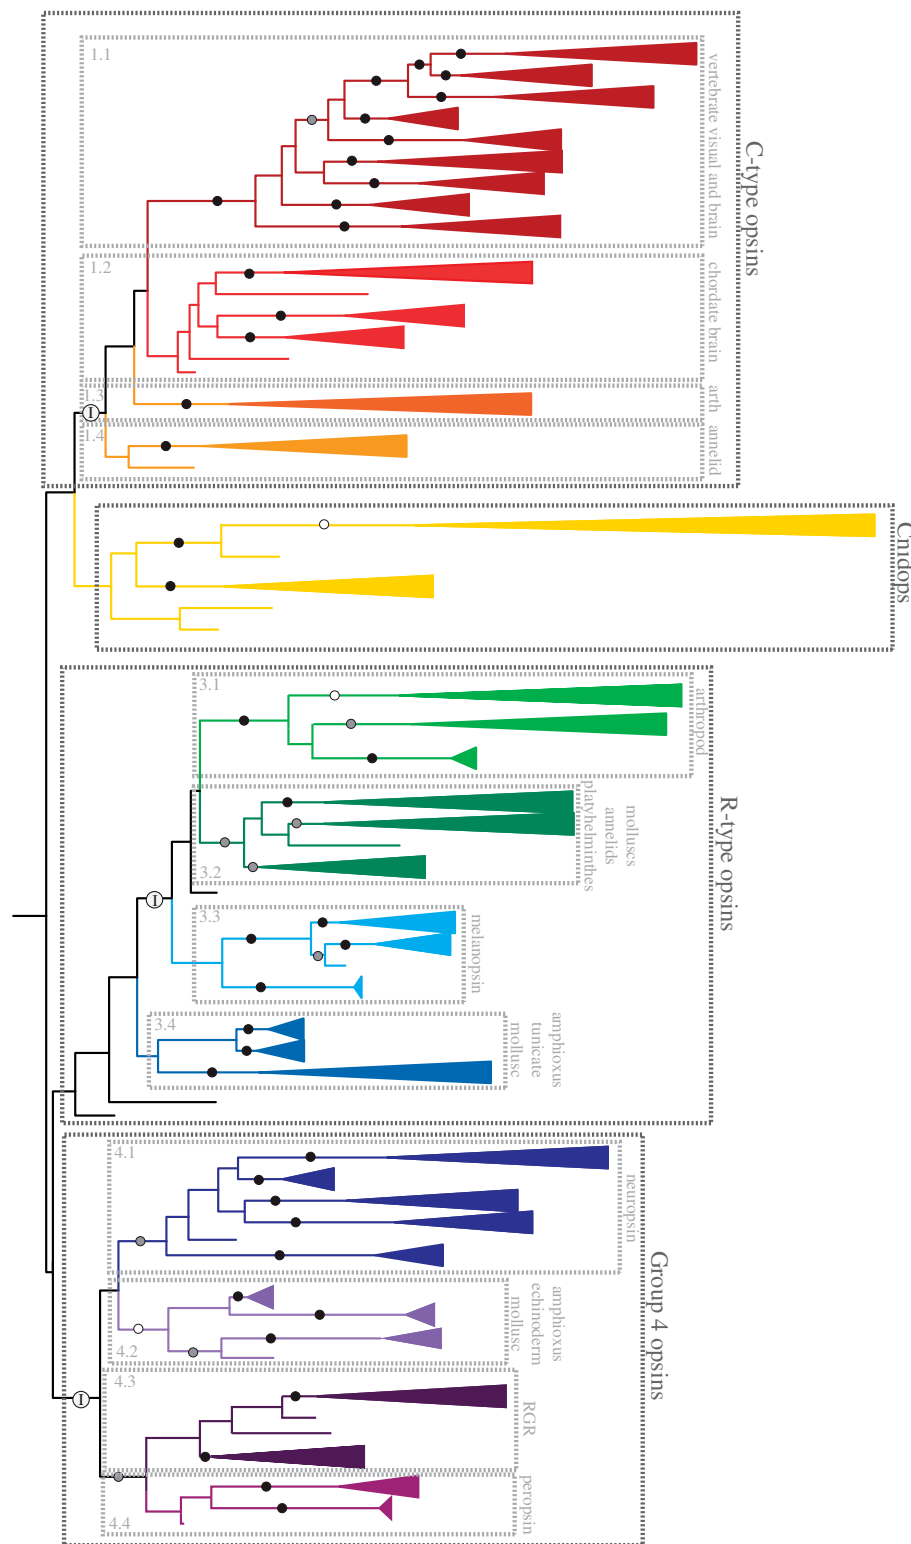 C-type opsins
1.1
vertebrate visual and brain
1.2
chordate brain
1.3
arth
I
1.4
annelid
Cnidops
R-type opsins
3.1
arthropod
3.2
molluscs
annelids
platyhelminthes
I
3.3
melanopsin
3.4
amphioxus
tunicate
mollusc
Group 4 opsins
4.1
neuropsin
4.2
amphioxus
echinoderm
mollusc
4.3
RGR
I
4.4
peropsin